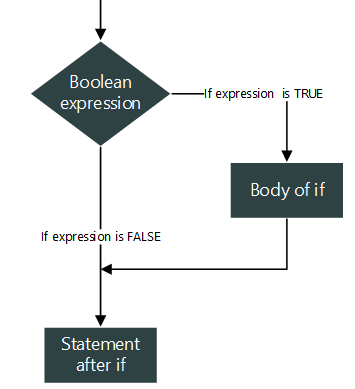 Boolean
expression
If expression is TRUE
Body of if
If expression is FALSE
Statement
after if